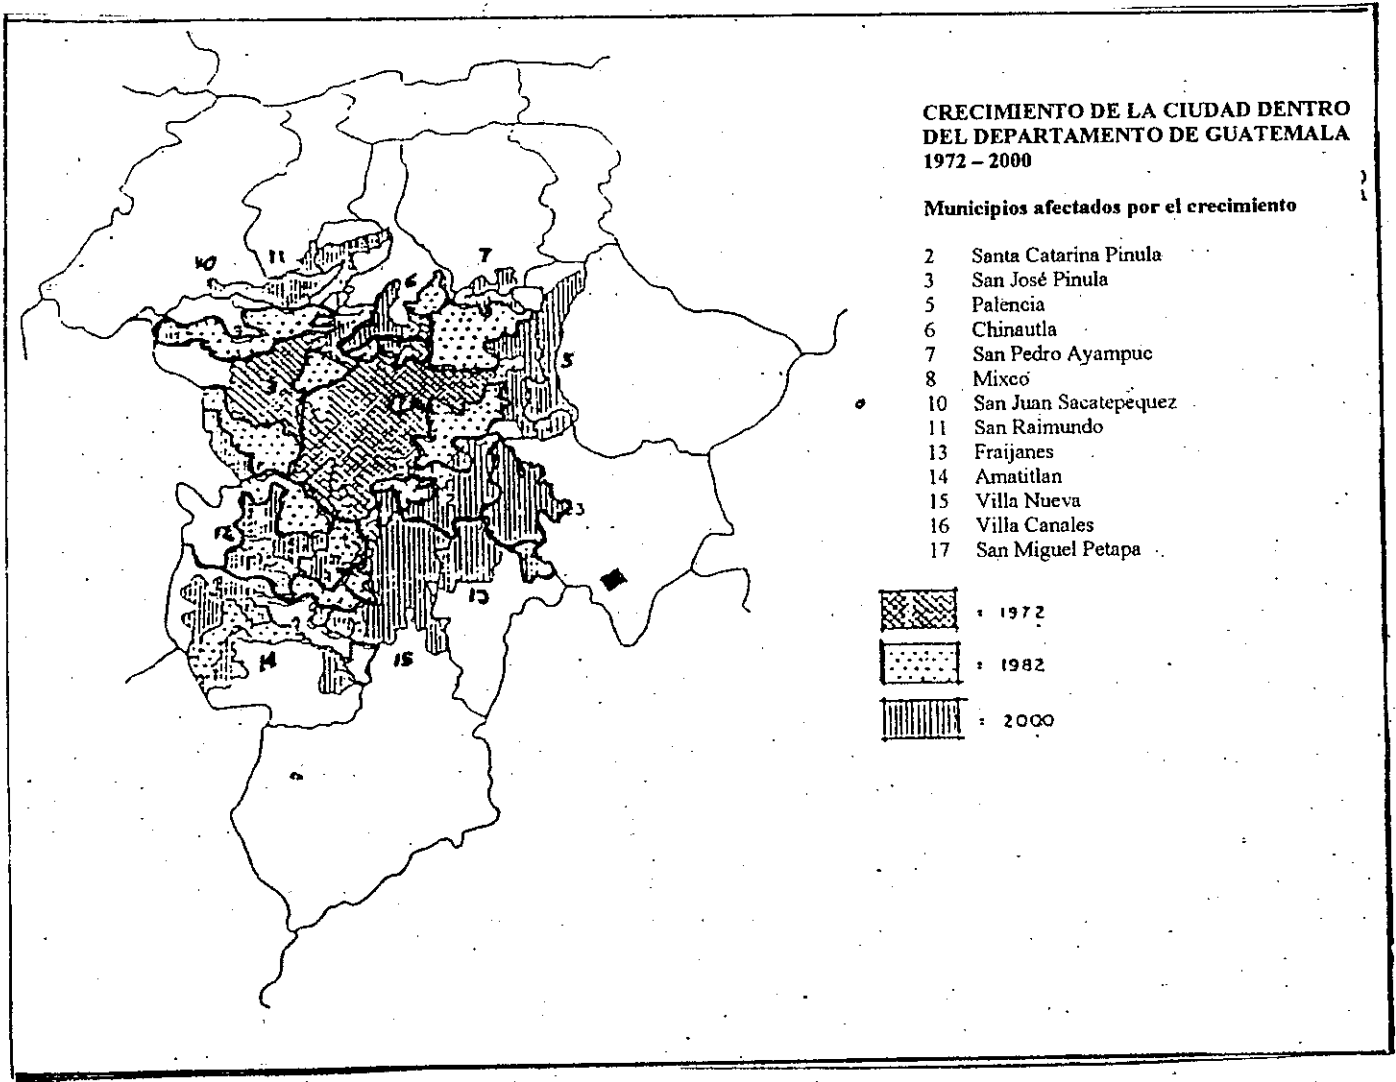 CRECIMIENTO DE LA CIUDAD DENTRO
DEL DEPARTAMENTO DE GUATEMALA
1972 – 2000
Municipios afectados por el crecimiento
2 Santa Catarina Pinula
3 San José Pinula
5 Palencia
6 Chinautla
7 San Pedro Ayampuc
8 Mixco
10 San Juan Sacatepéquez
11 San Raimundo
13 Fraijanes
14 Amatitlan
15 Villa Nueva
16 Villa Canales
17 San Miguel Petapa
= 1972
= 1982
= 2000
10
11
7
6
5
3
13
14
15